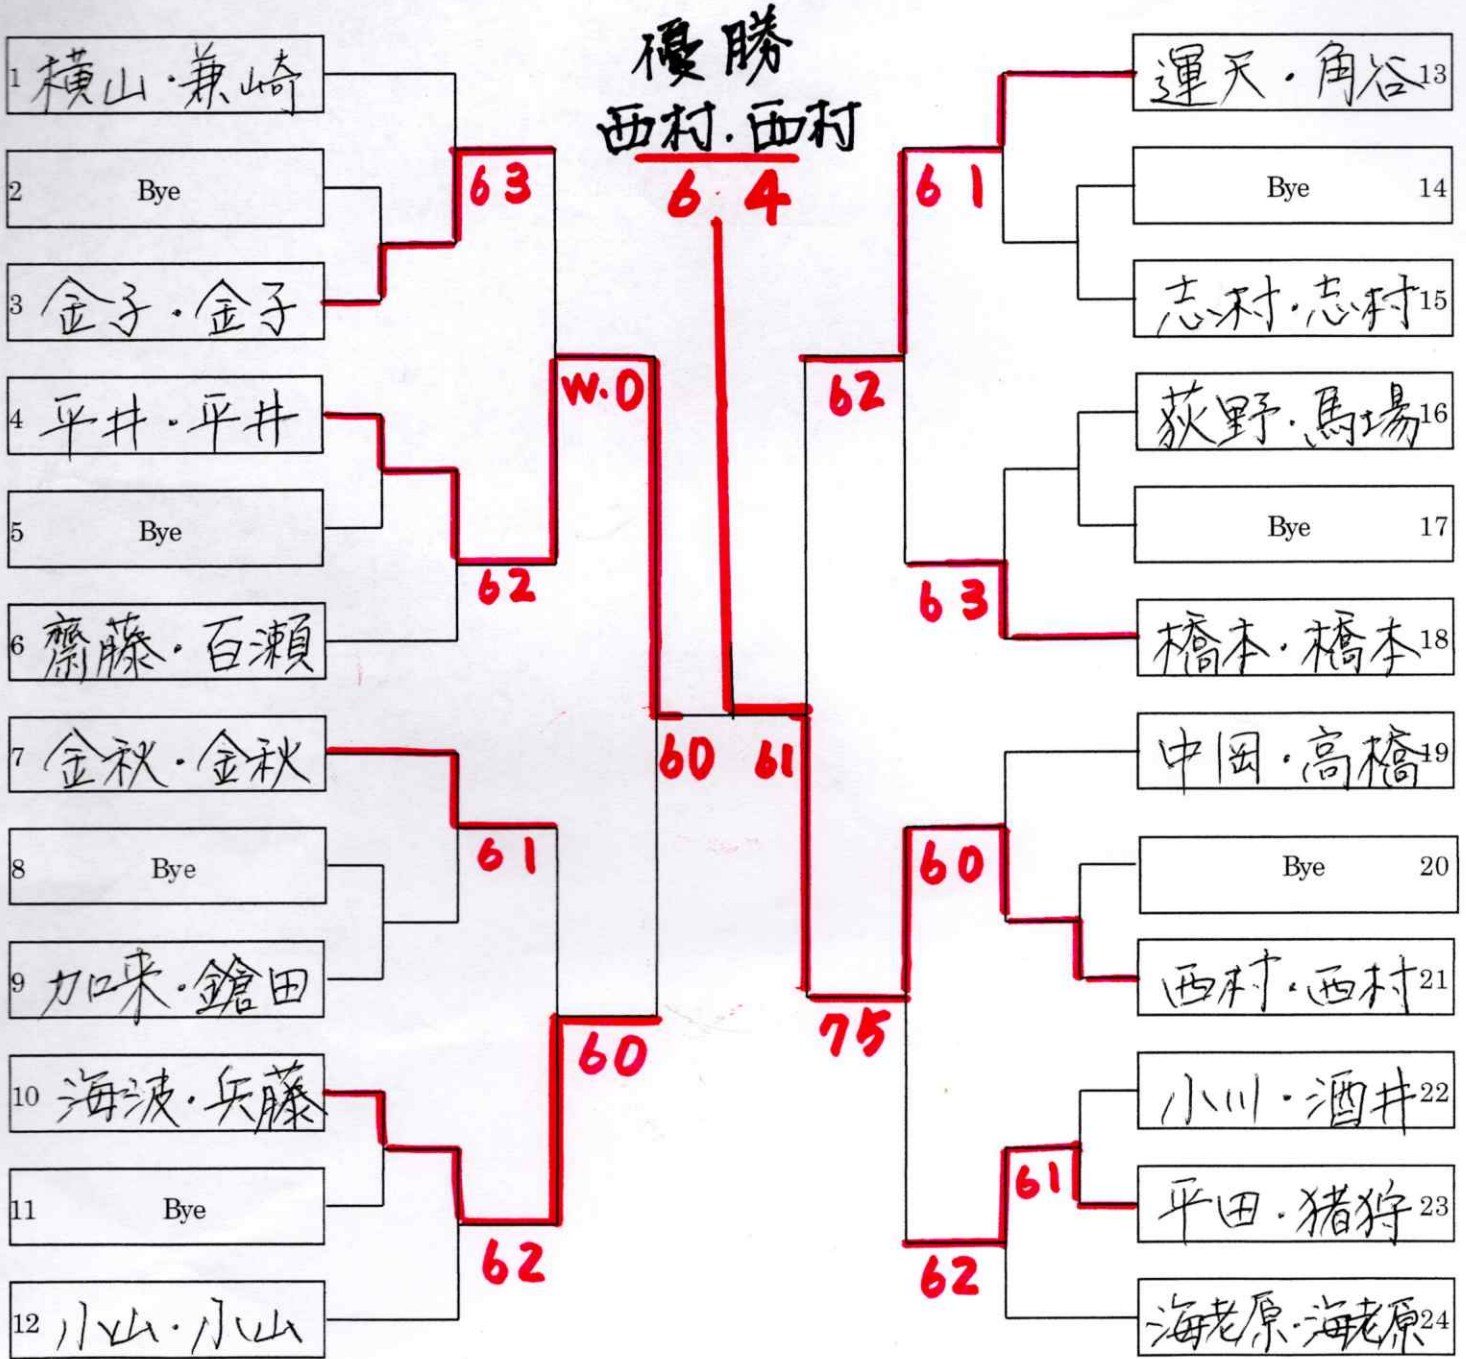 優勝
西村・西村
6・4
1 横山・兼崎
2 Bye
3 金子・金子
4 平井・平井
5 Bye
6 齋藤・百瀬
7 金秋・金秋
8 Bye
9 加来・鎗田
10 海波・兵藤
11 Bye
12 小山・小山
63
62
W.O
61
62
60
60 61
61
63
62
60
61
62
75
運天・角谷 13
Bye 14
志村・志村 15
荻野・馬場 16
Bye 17
橋本・橋本 18
中岡・高橋 19
Bye 20
西村・西村 21
小川・酒井 22
平田・猪狩 23
海老原・海老原 24